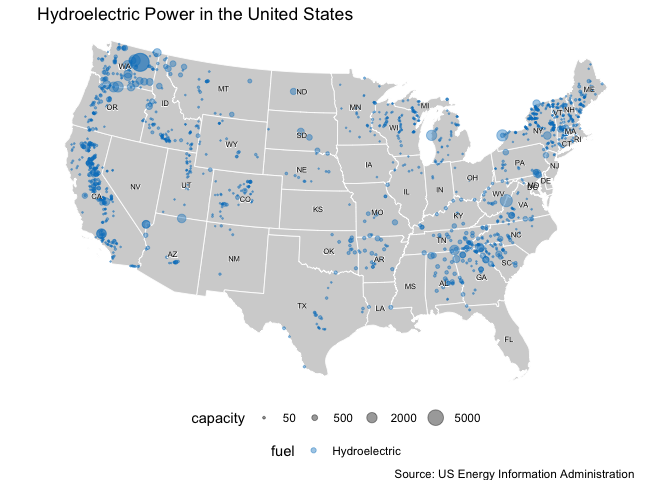 Hydroelectric Power in the United States
WA
MT
ND
ME
OR
ID
MN
MI
VT
NH
SD
WI
NY
MA
WY
CT
RI
IA
PA
NE
OH
NJ
NV
UT
CO
IL
IN
MD
DE
WV
VA
CA
KS
MO
KY
AZ
NM
OK
AR
TN
NC
SC
MS
AL
GA
TX
LA
FL
capacity 50 500 2000 5000
fuel Hydroelectric
Source: US Energy Information Administration